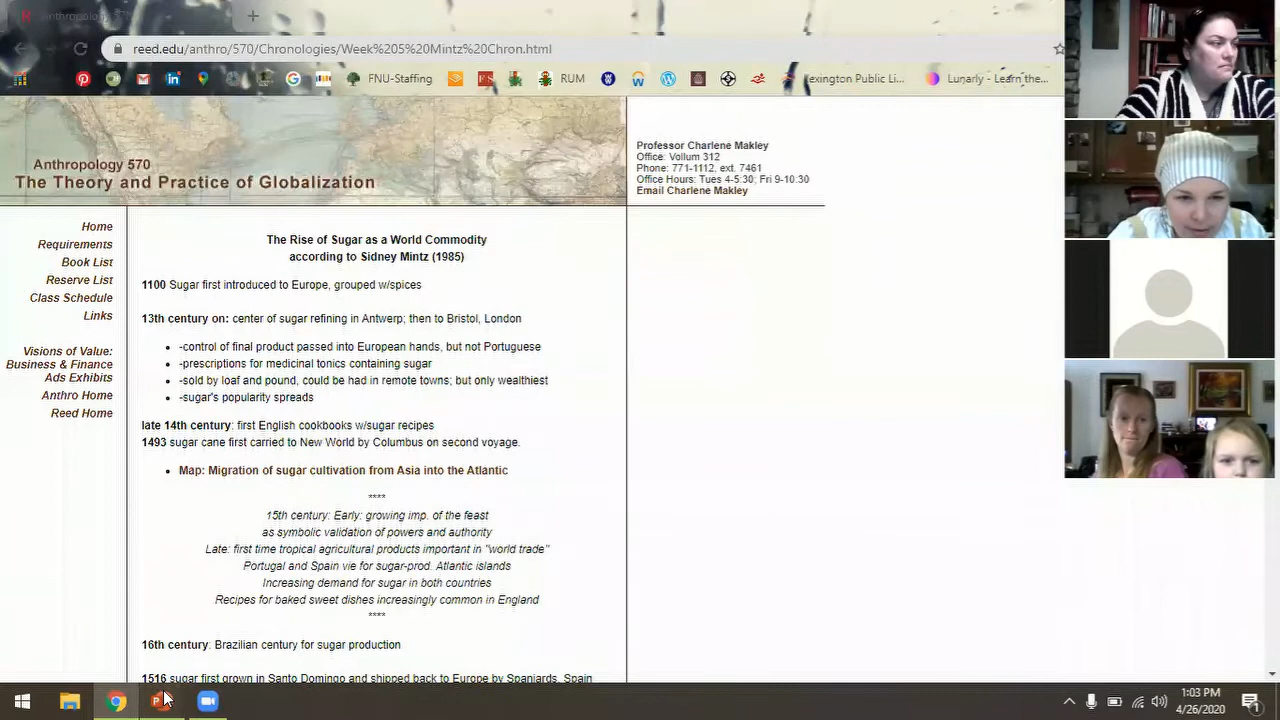 Anthropology 570
reed.edu/anthro/570/Chronologies/Week%205%20Mintz%20Chron.html
FNU-Staffing
RUM
exington Public Li...
Lunarly - Learn the...
Anthropology 570
The Theory and Practice of Globalization
Professor Charlene Makley
Office: Vollum 312
Phone: 771-1112, ext. 7461
Office Hours: Tues 4-5:30; Fri 9-10:30
Email Charlene Makley
Home
Requirements
Book List
Reserve List
Class Schedule
Links
Visions of Value:
Business & Finance
Ads Exhibits
Anthro Home
Reed Home
The Rise of Sugar as a World Commodity
according to Sidney Mintz (1985)
1100 Sugar first introduced to Europe, grouped w/spices
13th century on: center of sugar refining in Antwerp; then to Bristol, London
-control of final product passed into European hands, but not Portuguese
-prescriptions for medicinal tonics containing sugar
-sold by loaf and pound, could be had in remote towns; but only wealthiest
-sugar's popularity spreads
late 14th century: first English cookbooks w/sugar recipes
1493 sugar cane first carried to New World by Columbus on second voyage.
Map: Migration of sugar cultivation from Asia into the Atlantic
****
15th century: Early: growing imp. of the feast
as symbolic validation of powers and authority
Late: first time tropical agricultural products important in "world trade"
Portugal and Spain vie for sugar-prod. Atlantic islands
Increasing demand for sugar in both countries
Recipes for baked sweet dishes increasingly common in England
****
16th century: Brazilian century for sugar production
1516 sugar first grown in Santo Domingo and shipped back to Europe by Spaniards. Spain
1:03 PM
4/26/2020